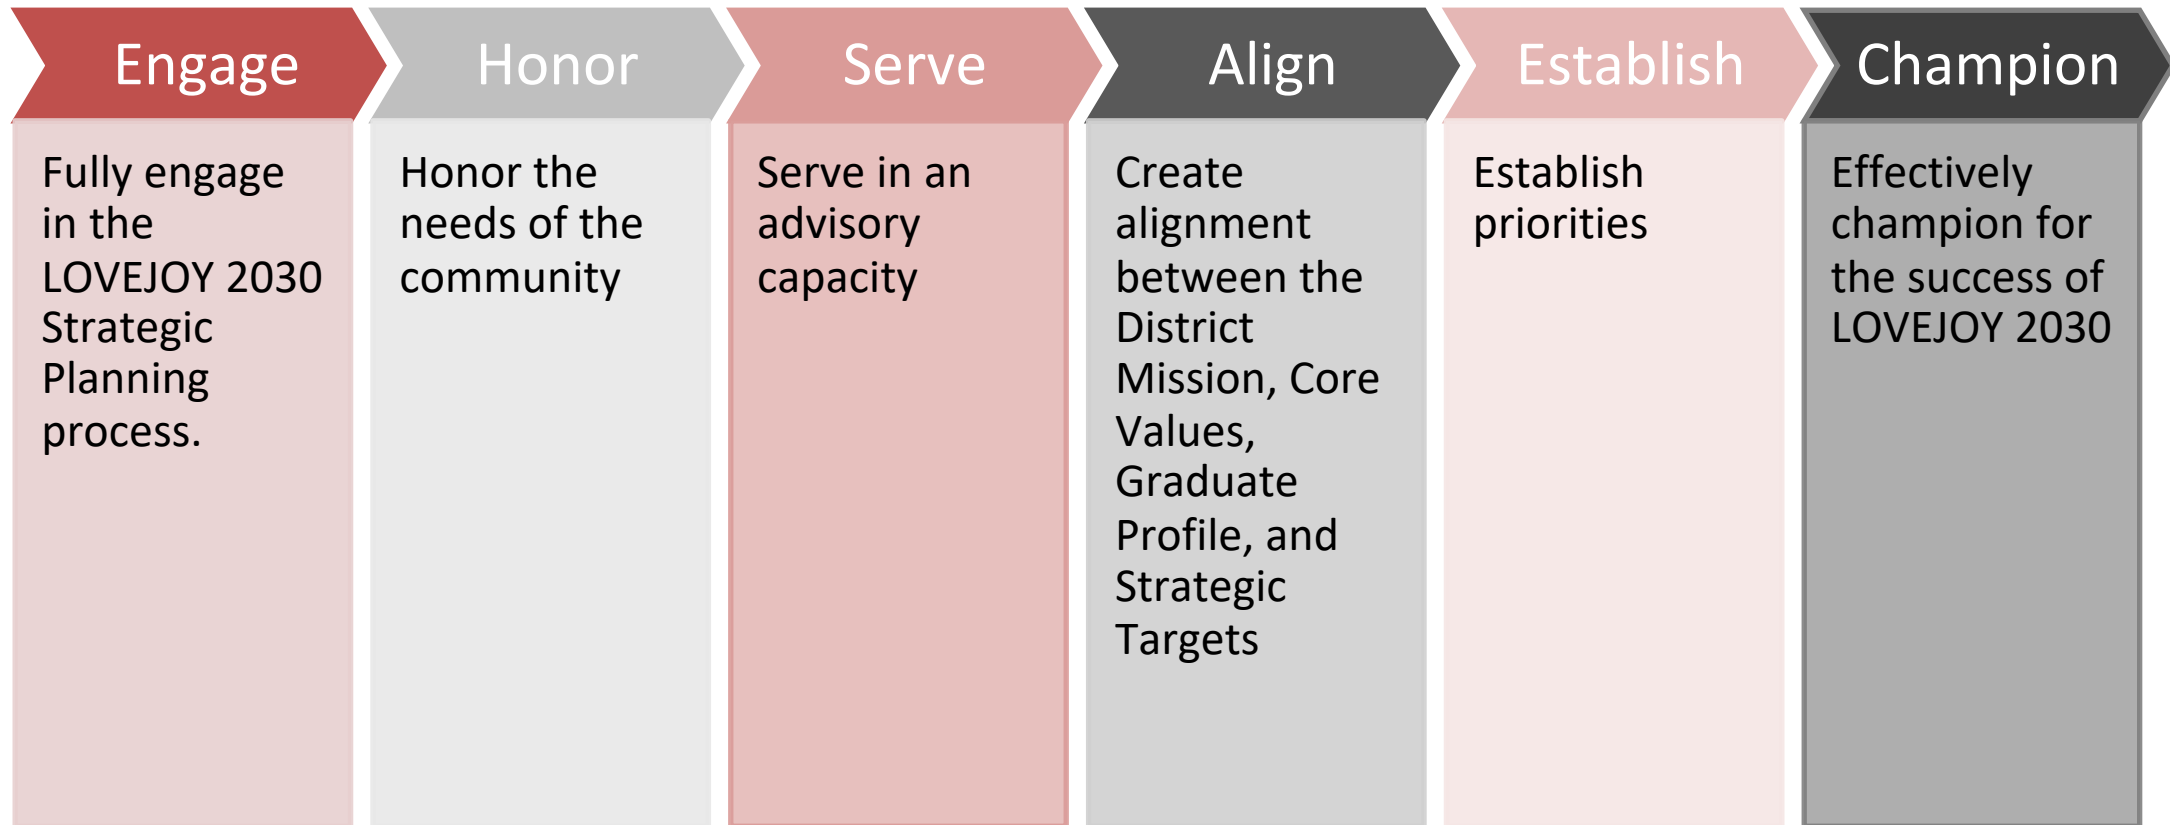 Engage
Fully engage
in the
LOVEJOY 2030
Strategic
Planning
process.
Honor
Honor the
needs of the
community
Serve
Serve in an
advisory
capacity
Align
Create
alignment
between the
District
Mission, Core
Values,
Graduate
Profile, and
Strategic
Targets
Establish
Establish
priorities
Champion
Effectively
champion for
the success of
LOVEJOY 2030